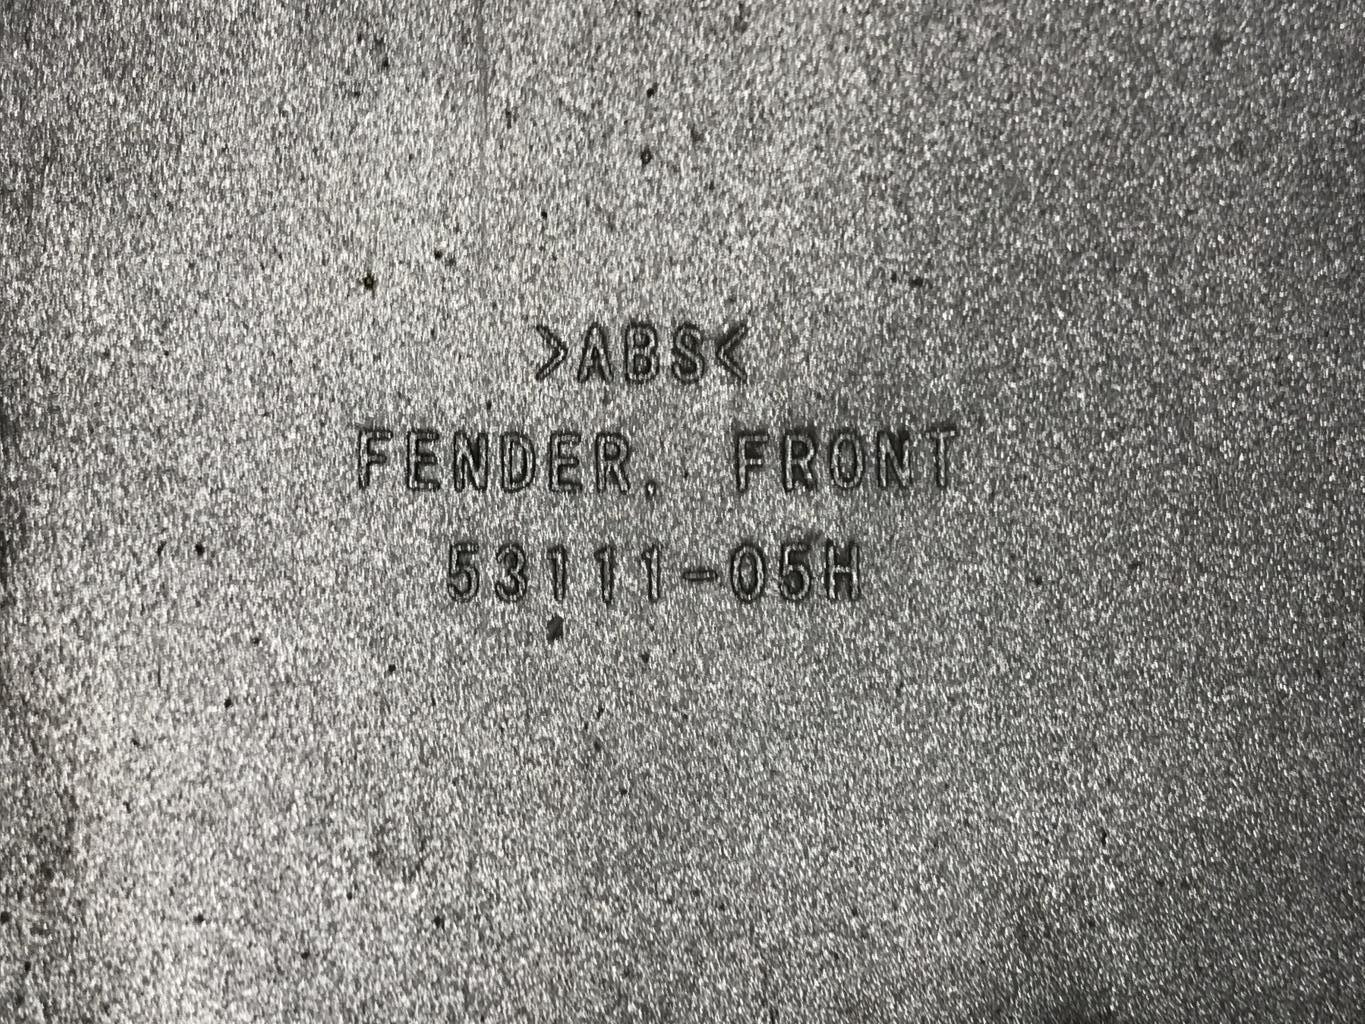 >ABS<
FENDER, FRONT
53111-05H